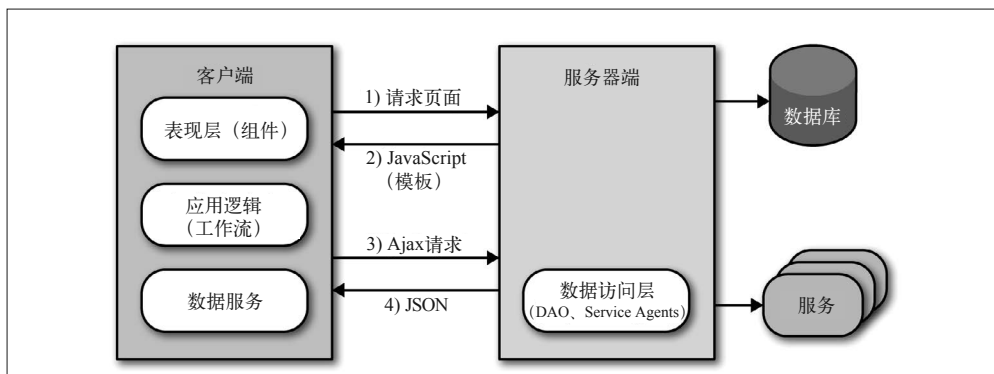 客户端
表现层（组件）
应用逻辑
（工作流）
数据服务
1) 请求页面
2) JavaScript
（模板）
3) Ajax请求
4) JSON
服务器端
数据访问层
（DAO、Service Agents）
数据库
服务